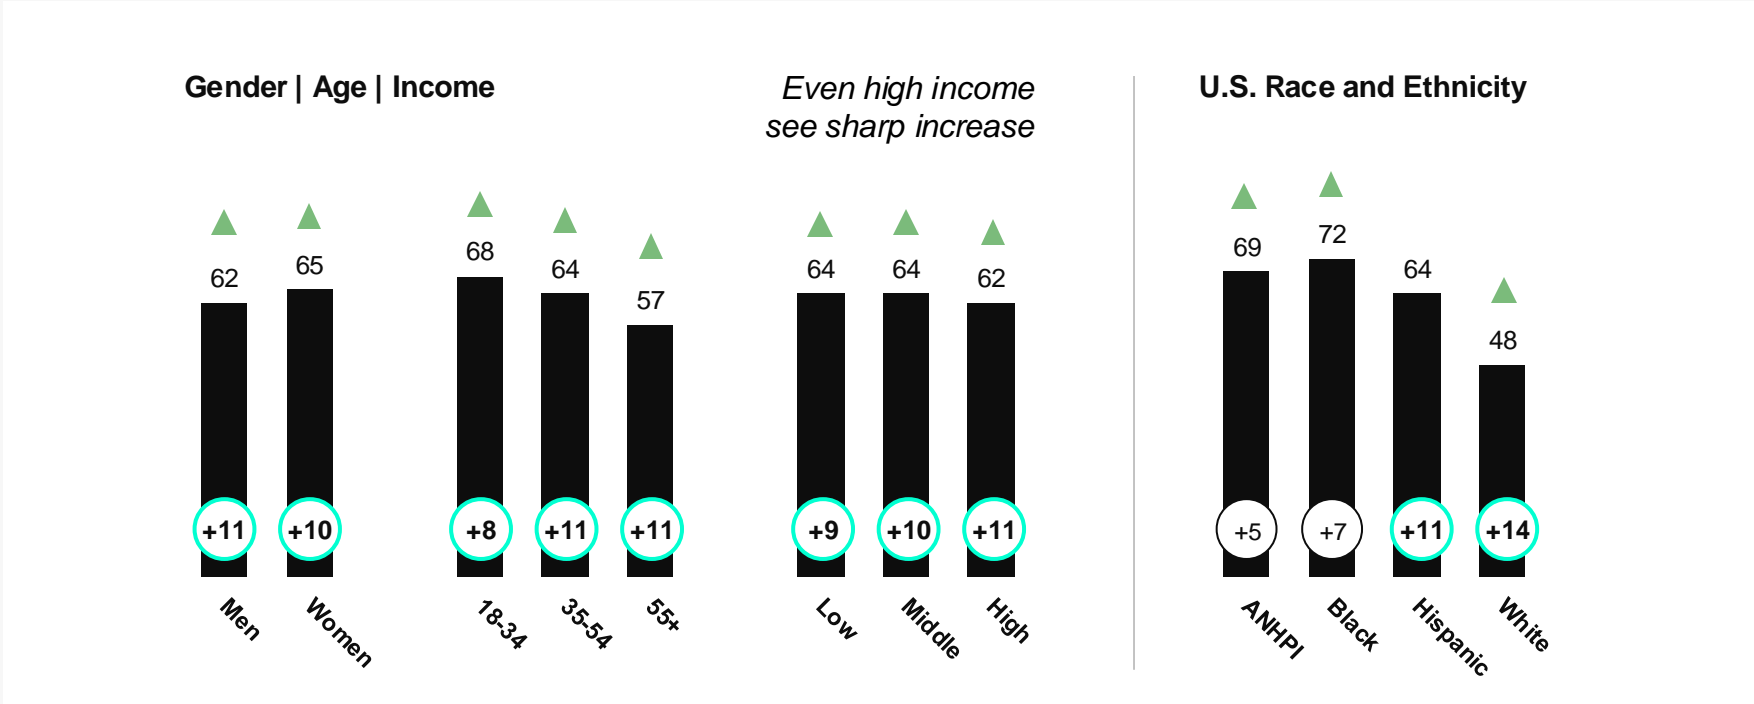 Gender | Age | Income
Even high income
see sharp increase
U.S. Race and Ethnicity
62
65
68
64
57
64
64
62
69
72
64
48
+11
+10
+8
+11
+11
+9
+10
+11
+5
+7
+11
+14
Men
Women
18-34
35-54
55+
Low
Middle
High
ANHPI
Black
Hispanic
White